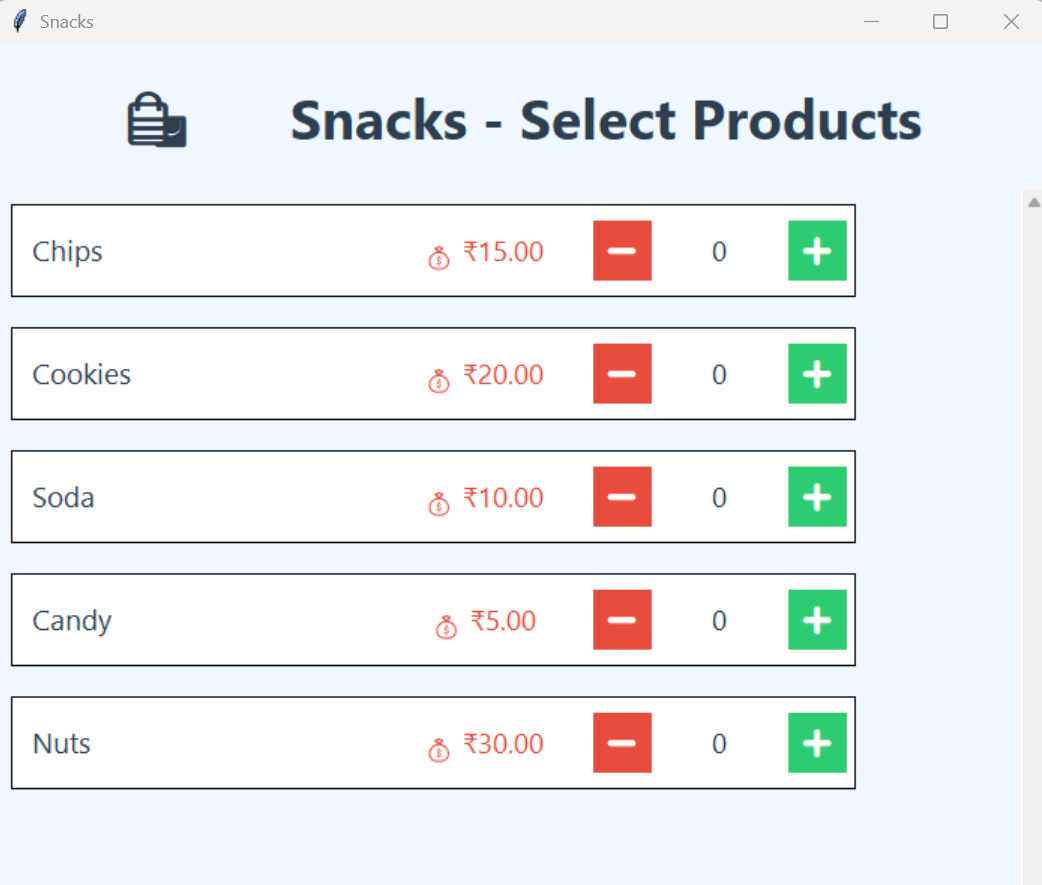 Snacks
Snacks - Select Products
Chips ₹15.00 0
Cookies ₹20.00 0
Soda ₹10.00 0
Candy ₹5.00 0
Nuts ₹30.00 0